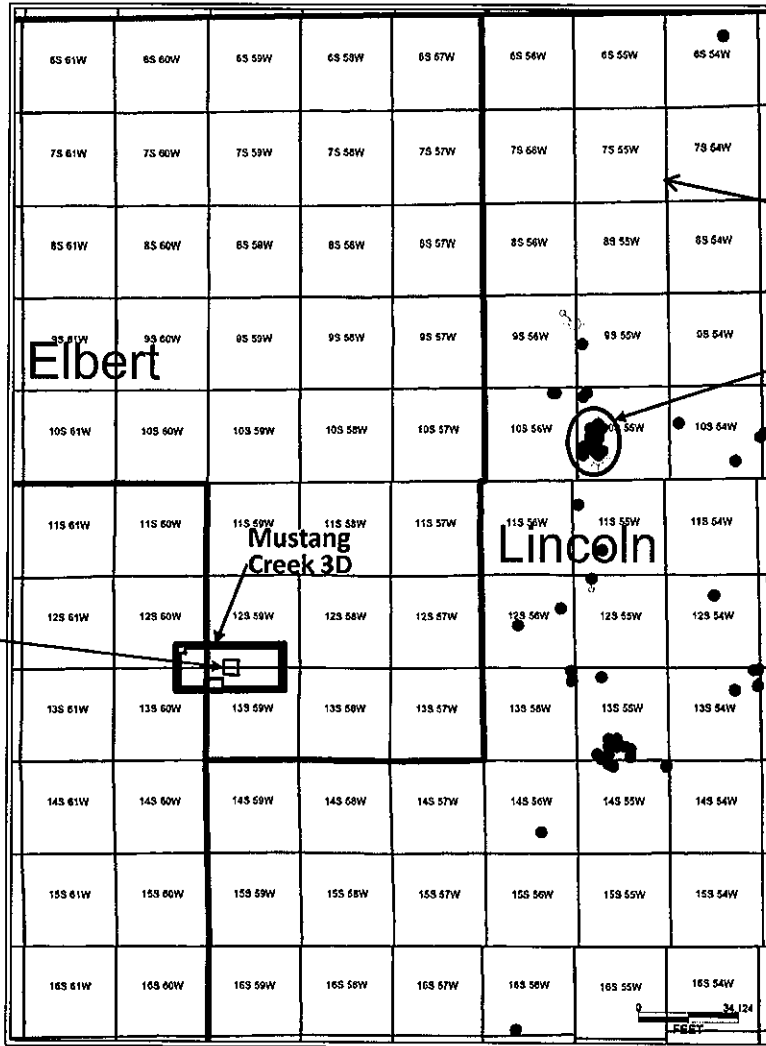 6S 61W 6S 60W 6S 59W 6S 58W 6S 57W 6S 56W 6S 55W 6S 54W
7S 61W 7S 60W 7S 59W 7S 58W 7S 57W 7S 56W 7S 55W 7S 54W
8S 61W 8S 60W 8S 59W 8S 58W 8S 57W 8S 56W 8S 55W 8S 54W
9S 61W 9S 60W 9S 59W 9S 58W 9S 57W 9S 56W 9S 55W 9S 54W
Elbert
10S 61W 10S 60W 10S 59W 10S 58W 10S 57W 10S 56W 10S 55W 10S 54W
11S 61W 11S 60W 11S 59W 11S 58W 11S 57W 11S 56W 11S 55W 11S 54W
Mustang
Creek 3D
Lincoln
12S 61W 12S 60W 12S 59W 12S 58W 12S 57W 12S 56W 12S 55W 12S 54W
13S 61W 13S 60W 13S 59W 13S 58W 13S 57W 13S 56W 13S 55W 13S 54W
14S 61W 14S 60W 14S 59W 14S 58W 14S 57W 14S 56W 14S 55W 14S 54W
15S 61W 15S 60W 15S 59W 15S 58W 15S 57W 15S 56W 15S 55W 15S 54W
16S 61W 16S 60W 16S 59W 16S 58W 16S 57W 16S 56W 16S 55W 16S 54W
0 34,124
FEET